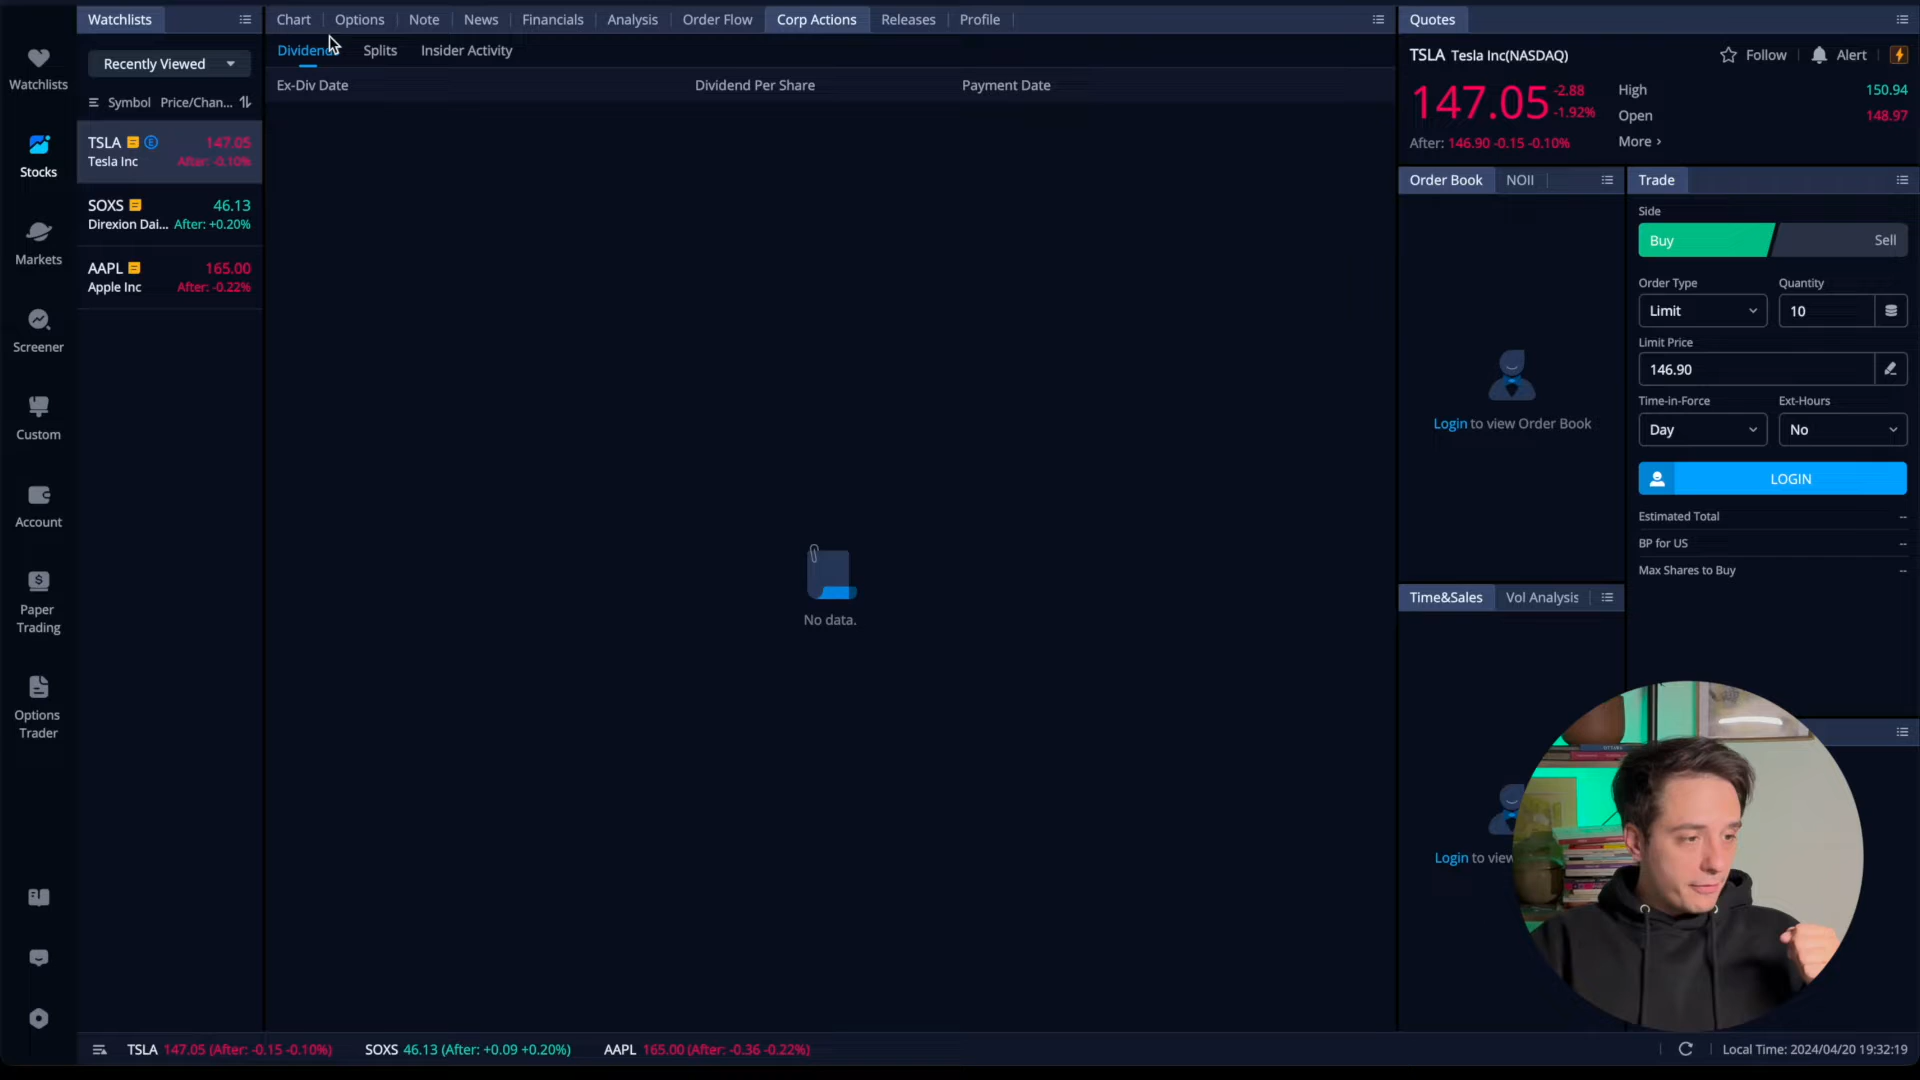 Watchlists
Chart
Options
Note
News
Financials
Analysis
Order Flow
Corp Actions
Releases
Profile
Quotes
Watchlists
Stocks
Markets
Screener
Custom
Account
Paper
Trading
Options
Trader
Recently Viewed
Symbol Price/Chan...
TSLA E 147.05
Tesla Inc After: -0.10%
SOXS 46.13
Direxion Dai... After: +0.20%
AAPL 165.00
Apple Inc After: -0.22%
Splits
Insider Activity
Ex-Div Date
Dividend Per Share
Payment Date
No data.
TSLA Tesla Inc(NASDAQ)
Follow
Alert
147.05
-2.88
-1.92%
High 150.94
Open 148.97
After: 146.90 -0.15 -0.10%
More ›
Order Book
NOII
Login to view Order Book
Time&Sales
Vol Analysis
Login to view
Trade
Side
Buy
Sell
Order Type
Quantity
Limit
10
Limit Price
146.90
Time-in-Force
Ext-Hours
Day
No
LOGIN
Estimated Total --
BP for US --
Max Shares to Buy --
TSLA 147.05 (After: -0.15 -0.10%)
SOXS 46.13 (After: +0.09 +0.20%)
AAPL 165.00 (After: -0.36 -0.22%)
Local Time: 2024/04/20 19:32:19